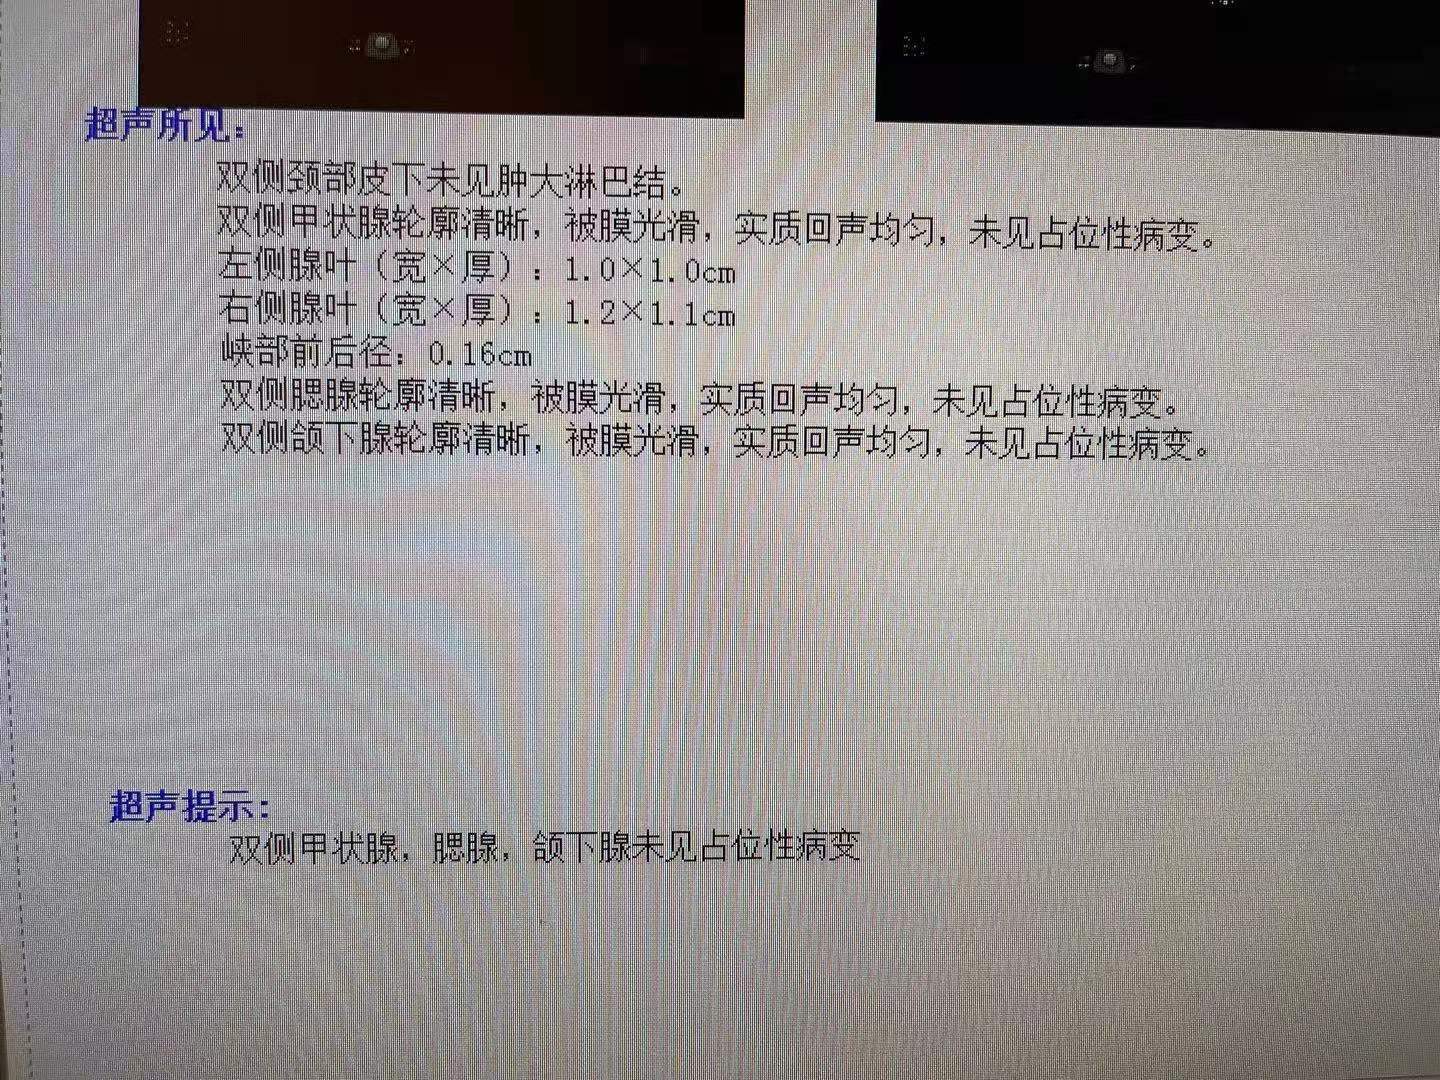 超声所见：
双侧颈部皮下未见肿大淋巴结。
双侧甲状腺轮廓清晰，被膜光滑，实质回声均匀，未见占位性病变。
左侧腺叶（宽×厚）：1.0×1.0cm
右侧腺叶（宽×厚）：1.2×1.1cm
峡部前后径：0.16cm
双侧腮腺轮廓清晰，被膜光滑，实质回声均匀，未见占位性病变。
双侧颌下腺轮廓清晰，被膜光滑，实质回声均匀，未见占位性病变。
超声提示：
双侧甲状腺，腮腺，颌下腺未见占位性病变